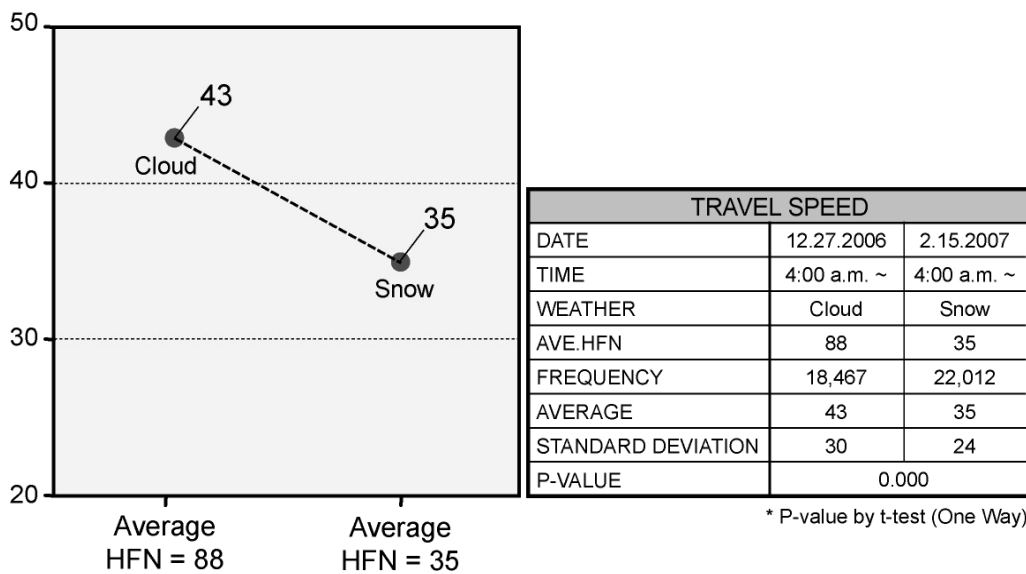 50
43
Cloud
40
35
Snow
30
20
Average
HFN = 88
Average
HFN = 35
TRAVEL SPEED
DATE 12.27.2006 2.15.2007
TIME 4:00 a.m. ~ 4:00 a.m. ~
WEATHER Cloud Snow
AVE.HFN 88 35
FREQUENCY 18,467 22,012
AVERAGE 43 35
STANDARD DEVIATION 30 24
P-VALUE 0.000
* P-value by t-test (One Way)